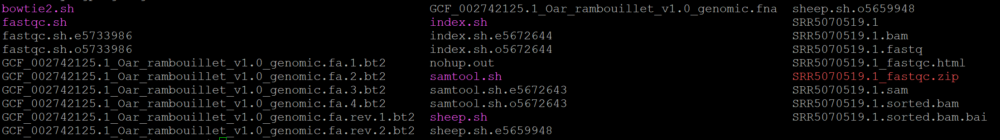 bowtie2.sh GCF_002742125.1_Oar_rambouillet_v1.0_genomic.fna sheep.sh.o5659948
fastqc.sh index.sh SRR5070519.1
fastqc.sh.e5733986 index.sh.e5672644 SRR5070519.1.bam
fastqc.sh.o5733986 index.sh.o5672644 SRR5070519.1.fastq
GCF_002742125.1_Oar_rambouillet_v1.0_genomic.fa.1.bt2 nohup.out SRR5070519.1_fastqc.html
GCF_002742125.1_Oar_rambouillet_v1.0_genomic.fa.2.bt2 samtool.sh SRR5070519.1_fastqc.zip
GCF_002742125.1_Oar_rambouillet_v1.0_genomic.fa.3.bt2 samtool.sh.e5672643 SRR5070519.1.sam
GCF_002742125.1_Oar_rambouillet_v1.0_genomic.fa.4.bt2 samtool.sh.o5672643 SRR5070519.1.sorted.bam
GCF_002742125.1_Oar_rambouillet_v1.0_genomic.fa.rev.1.bt2 sheep.sh SRR5070519.1.sorted.bam.bai
GCF_002742125.1_Oar_rambouillet_v1.0_genomic.fa.rev.2.bt2 sheep.sh.e5659948